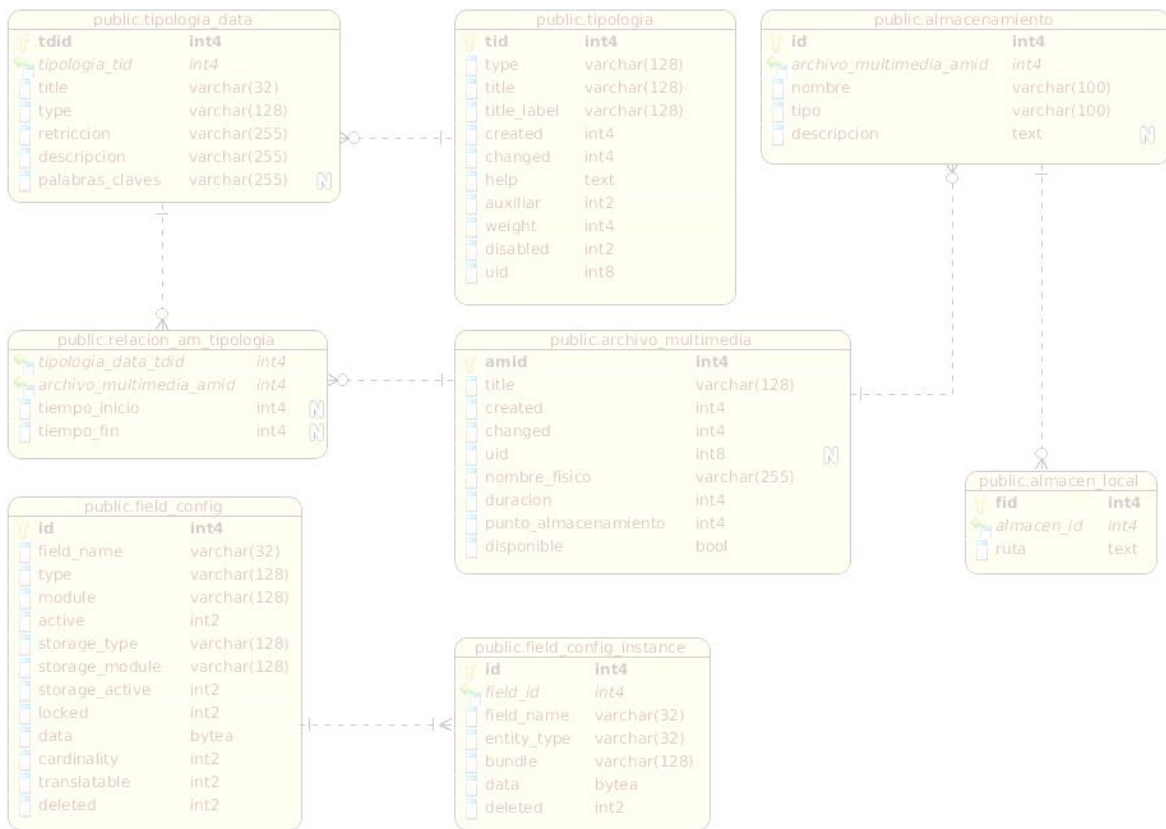 public.tipologia_data
tdid int4
tipologia_tid int4
title varchar(32)
type varchar(128)
retriccion varchar(255)
descripcion varchar(255)
palabras_claves varchar(255) N
public.tipologia
tid int4
type varchar(128)
title varchar(128)
title_label varchar(128)
created int4
changed int4
help text
auxiliar int2
weight int4
disabled int2
uid int8
public.almacenamiento
id int4
archivo_multimedia_amid int4
nombre varchar(100)
tipo varchar(100)
descripcion text N
public.relacion_am_tipologia
tipologia_data_tdid int4
archivo_multimedia_amid int4
tiempo_inicio int4 N
tiempo_fin int4 N
public.archivo_multimedia
amid int4
title varchar(128)
created int4
changed int4
uid int8 N
nombre_fisico varchar(255)
duracion int4
punto_almacenamiento int4
disponible bool
public.almacen_local
fid int4
almacen_id int4
ruta text
public.field_config
id int4
field_name varchar(32)
type varchar(128)
module varchar(128)
active int2
storage_type varchar(128)
storage_module varchar(128)
storage_active int2
locked int2
data bytea
cardinality int2
translatable int2
deleted int2
public.field_config_instance
id int4
field_id int4
field_name varchar(32)
entity_type varchar(32)
bundle varchar(128)
data bytea
deleted int2